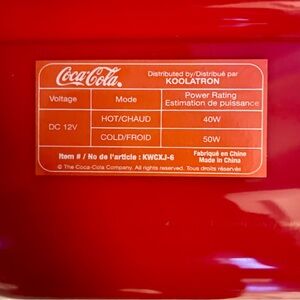 Coca-Cola
Distributed by/Distribué par
KOOLATRON
Voltage
Mode
Power Rating
Estimation de puissance
DC 12V
HOT/CHAUD
40W
COLD/FROID
50W
Item # / No de l'article : KWCXJ-6
Fabriqué en Chine
Made in China
© The Coca-Cola Company. All rights reserved. Tous droits réservés